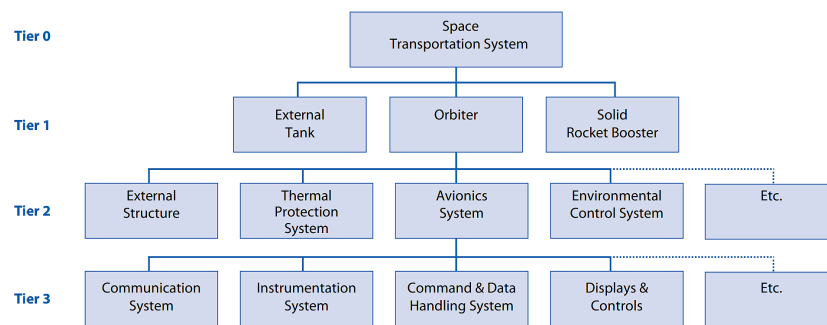 Tier 0
Space
Transportation System
Tier 1
External
Tank
Orbiter
Solid
Rocket Booster
Tier 2
External
Structure
Thermal
Protection
System
Avionics
System
Environmental
Control System
Etc.
Tier 3
Communication
System
Instrumentation
System
Command & Data
Handling System
Displays &
Controls
Etc.